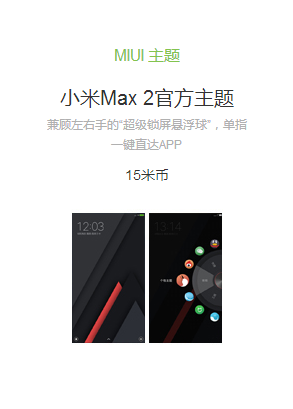 MIUI 主题
小米Max 2官方主题
兼顾左右手的“超级锁屏悬浮球”，单指
一键直达APP
15米币
12:03
13:14